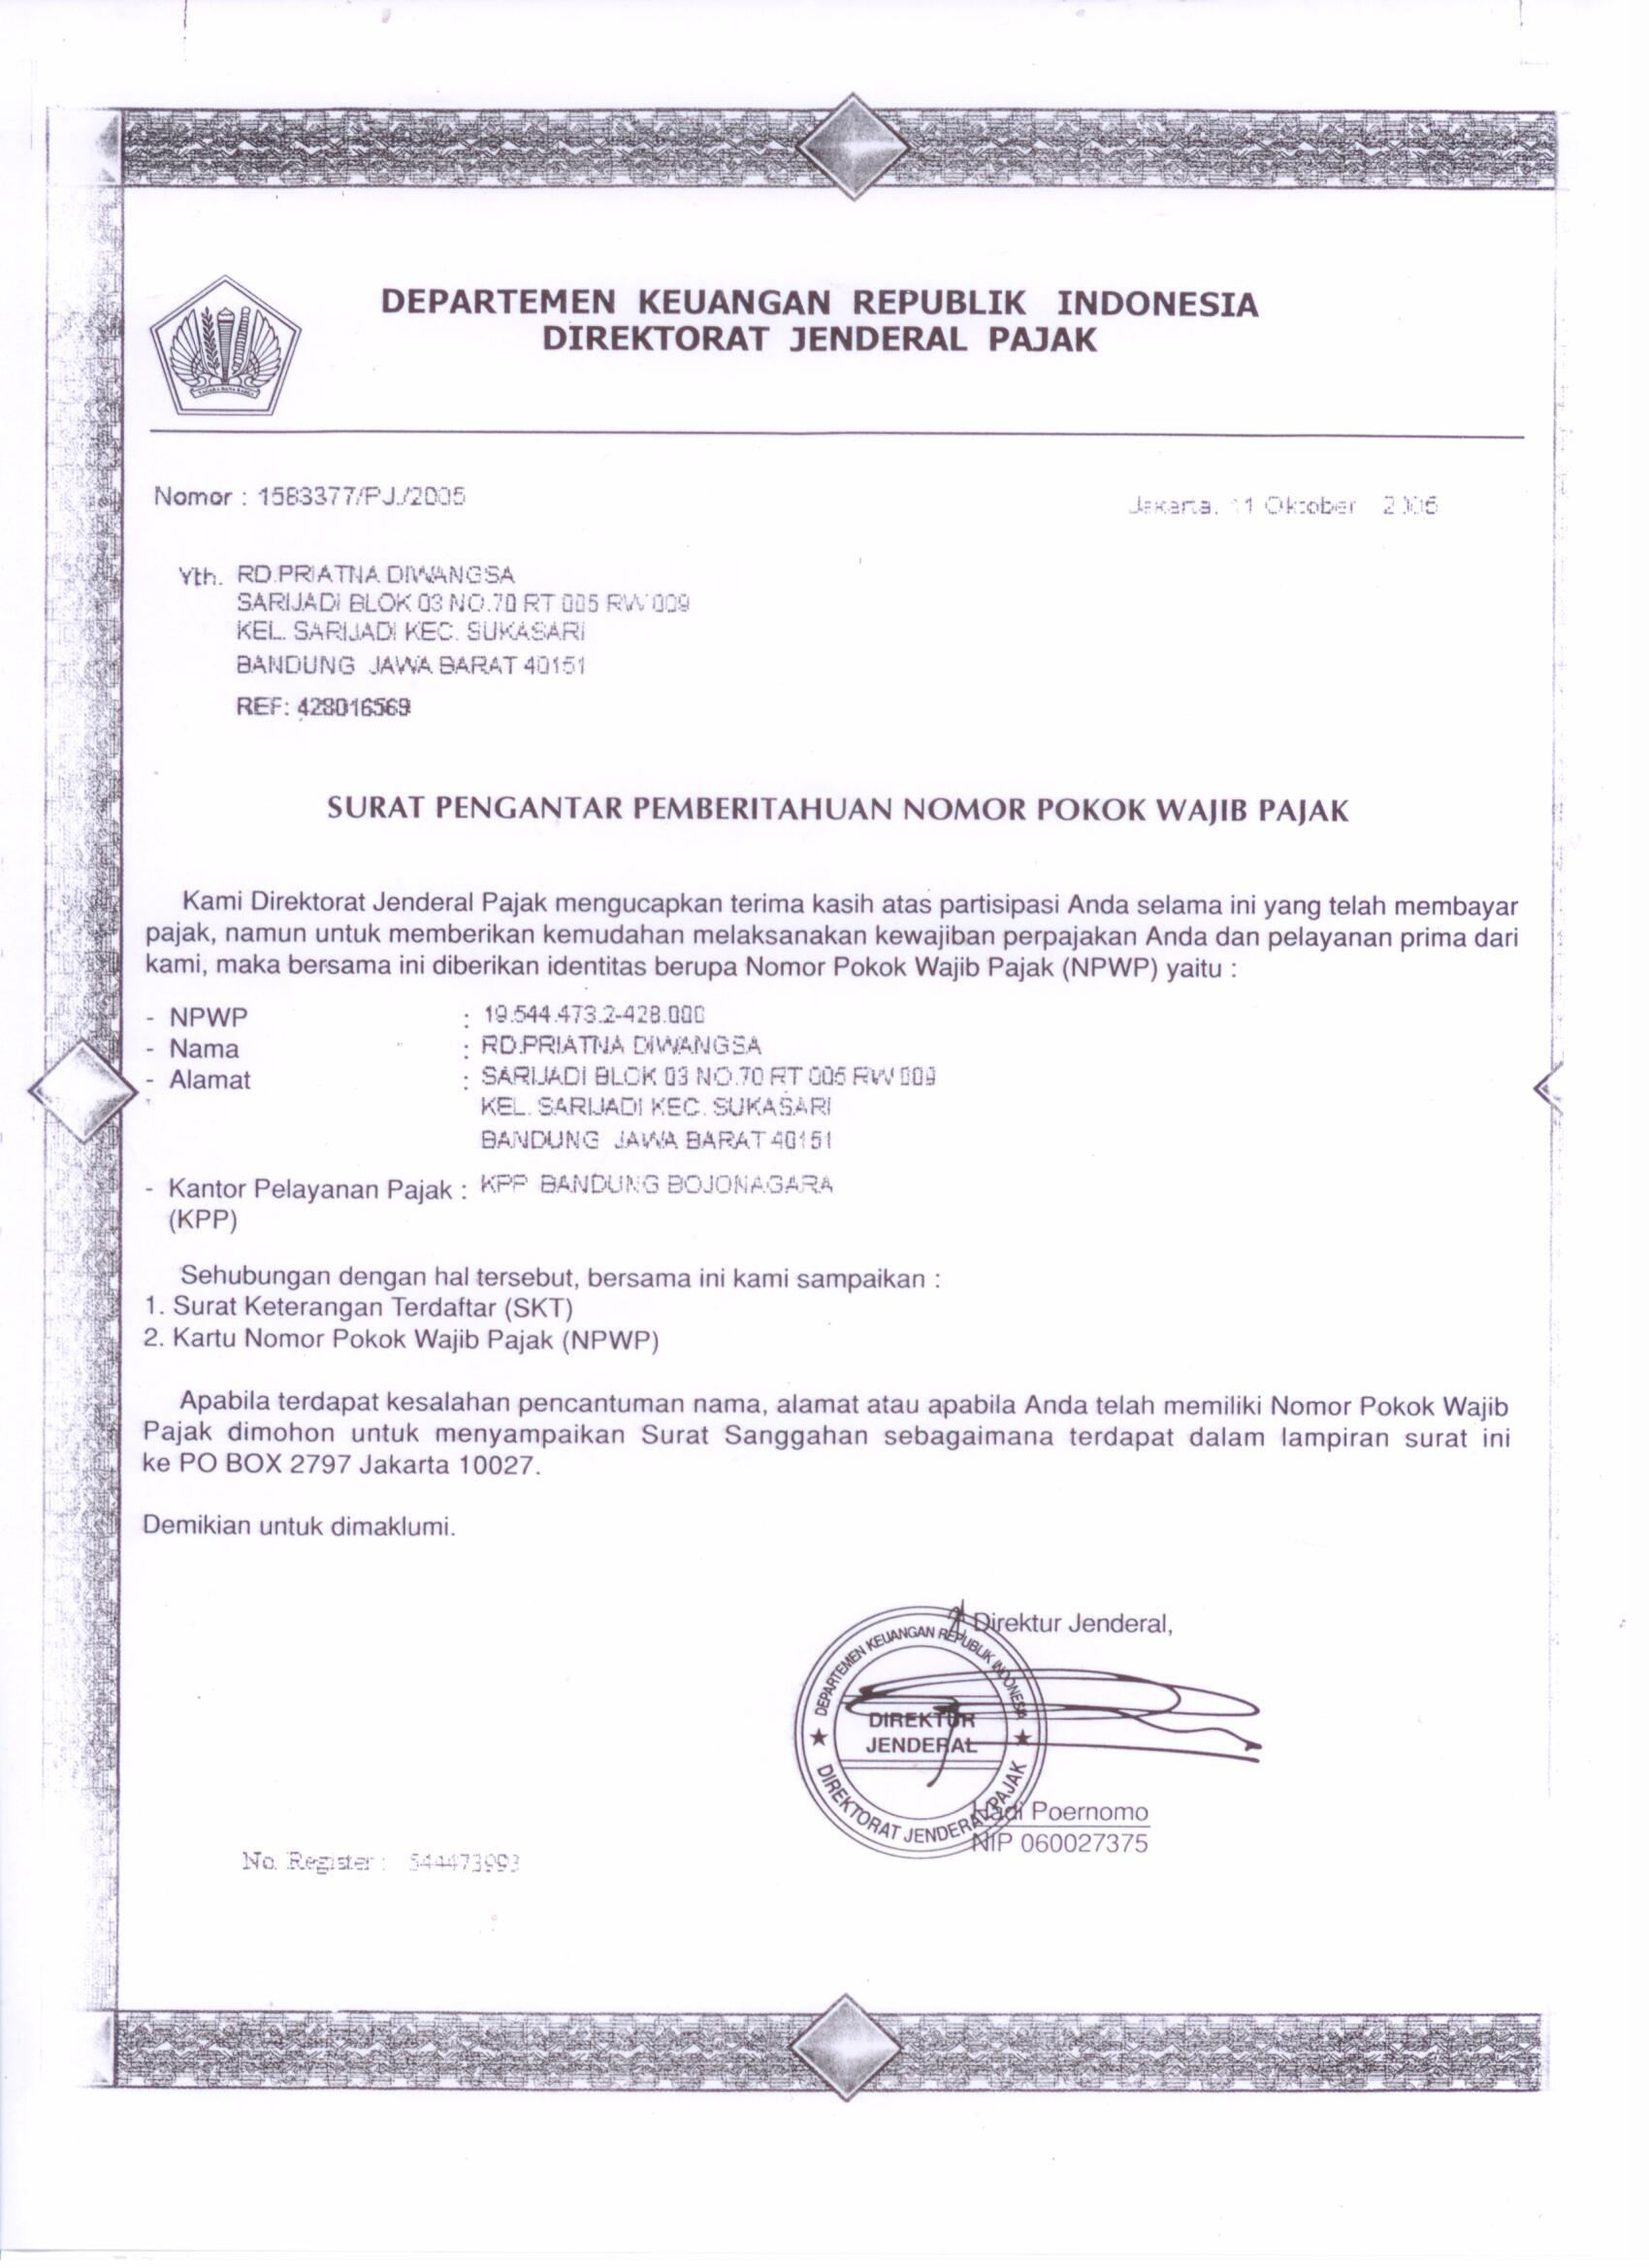 DEPARTEMEN KEUANGAN REPUBLIK INDONESIA
DIREKTORAT JENDERAL PAJAK
Nomor : 1583377/PJ./2005
Jakarta, 11 Oktober 2005
Yth. RD.PRIATNA DIWANGSA
SARIJADI BLOK 03 NO.70 RT 005 RW 009
KEL. SARIJADI KEC. SUKASARI
BANDUNG JAWA BARAT 40151
REF: 428016569
SURAT PENGANTAR PEMBERITAHUAN NOMOR POKOK WAJIB PAJAK
Kami Direktorat Jenderal Pajak mengucapkan terima kasih atas partisipasi Anda selama ini yang telah membayar
pajak, namun untuk memberikan kemudahan melaksanakan kewajiban perpajakan Anda dan pelayanan prima dari
kami, maka bersama ini diberikan identitas berupa Nomor Pokok Wajib Pajak (NPWP) yaitu :
- NPWP : 19.544.473.2-428.000
- Nama : RD.PRIATNA DIWANGSA
- Alamat : SARIJADI BLOK 03 NO.70 RT 005 RW 009
KEL. SARIJADI KEC. SUKASARI
BANDUNG JAWA BARAT 40151
- Kantor Pelayanan Pajak : KPP BANDUNG BOJONAGARA
(KPP)
Sehubungan dengan hal tersebut, bersama ini kami sampaikan :
1. Surat Keterangan Terdaftar (SKT)
2. Kartu Nomor Pokok Wajib Pajak (NPWP)
Apabila terdapat kesalahan pencantuman nama, alamat atau apabila Anda telah memiliki Nomor Pokok Wajib
Pajak dimohon untuk menyampaikan Surat Sanggahan sebagaimana terdapat dalam lampiran surat ini
ke PO BOX 2797 Jakarta 10027.
Demikian untuk dimaklumi.
Direktur Jenderal,
DEPARTEMEN KEUANGAN REPUBLIK INDONESIA
DIREKTUR
JENDERAL
DIREKTORAT JENDERAL PAJAK
Hadi Poernomo
NIP 060027375
No. Register : 544473993